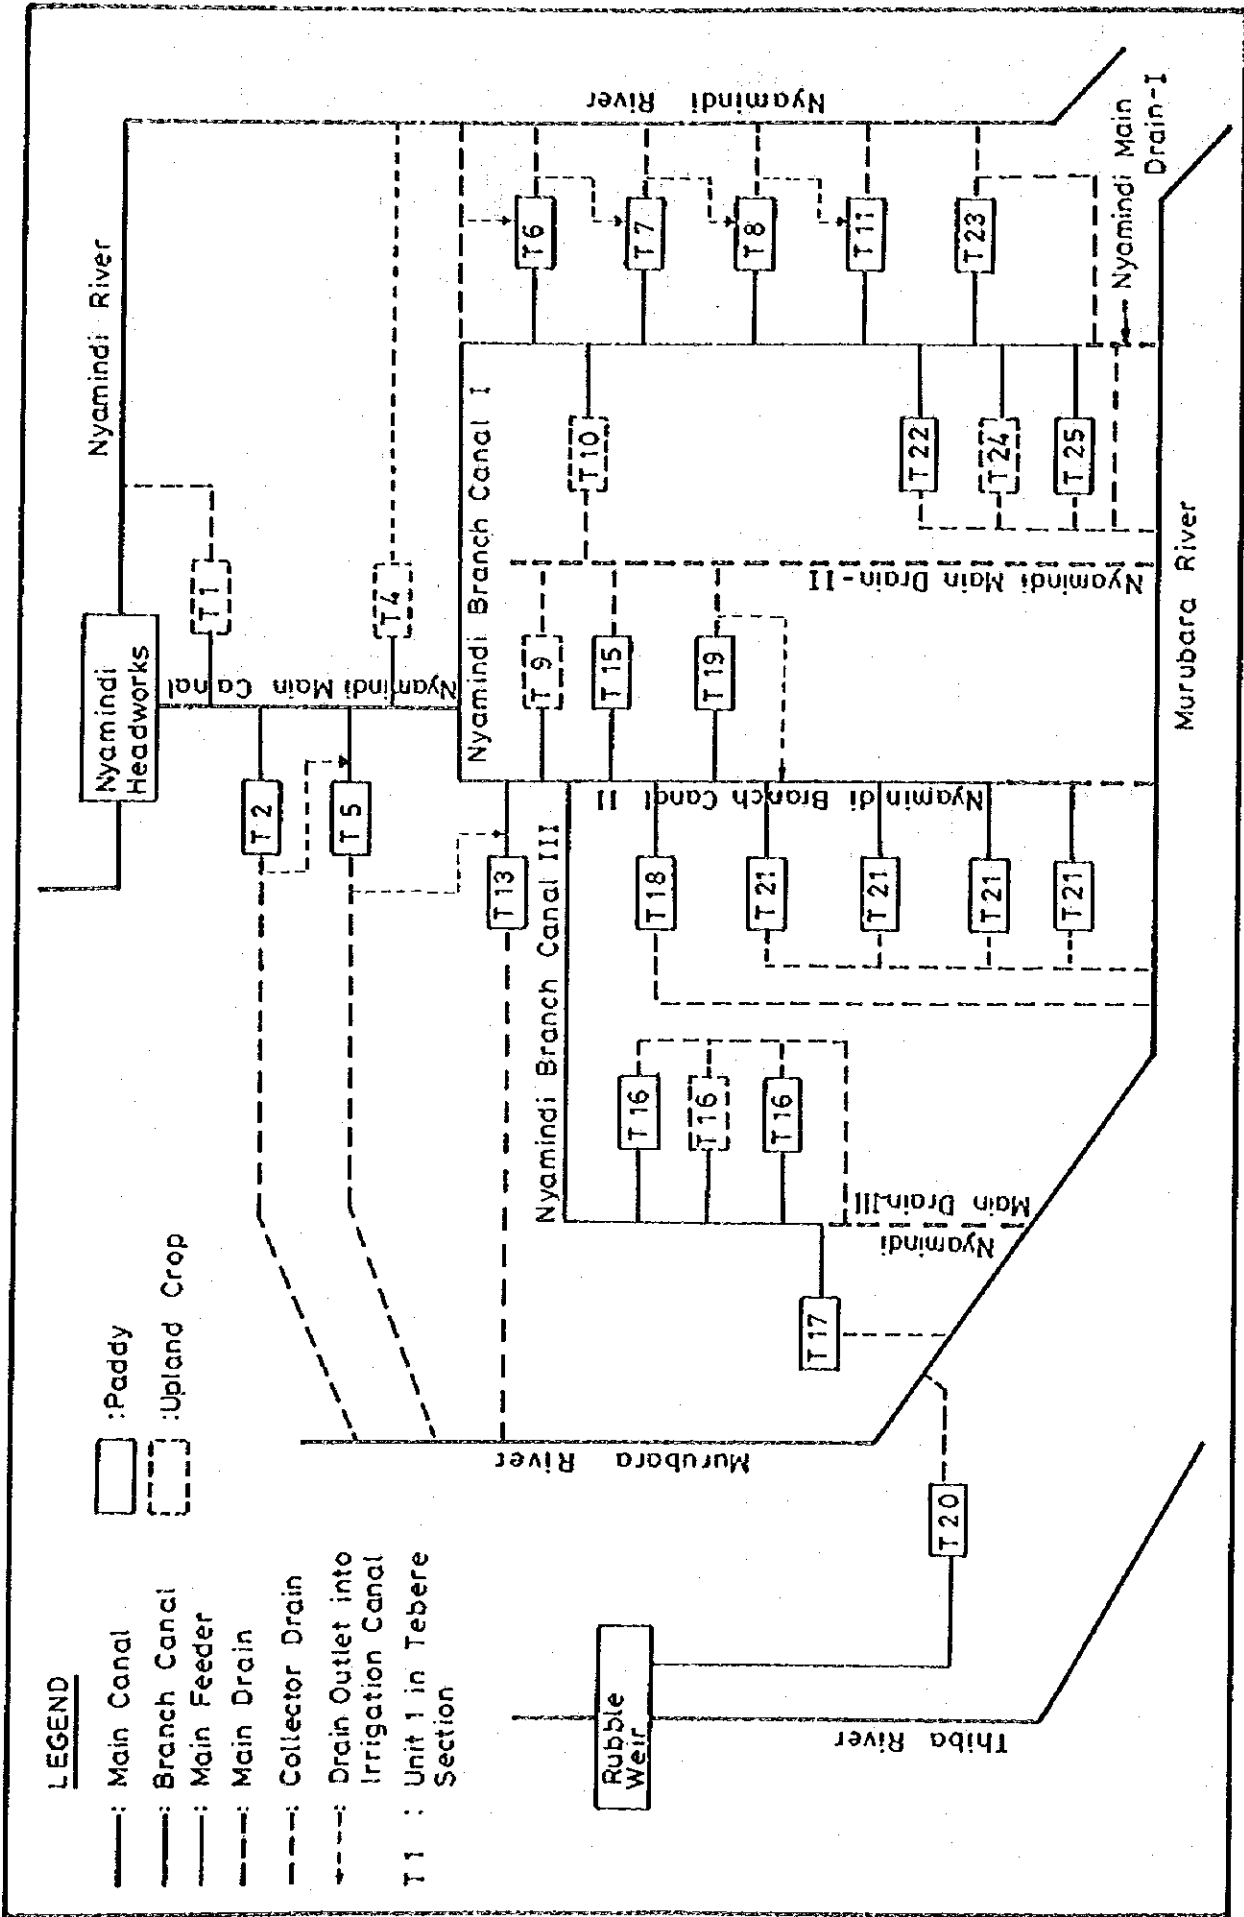 LEGEND
: Main Canal
: Branch Canal
: Main Feeder
: Main Drain
: Collector Drain
: Drain Outlet into
Irrigation Canal
T 1 : Unit 1 in Tebere
Section
:Paddy
:Upland Crop
Nyamindi
Headworks
Nyamindi River
Nyamindi Main Canal
T 1
T 2
T 4
T 5
Nyamindi Branch Canal I
Nyamindi River
T 6
T 7
T 8
T 11
T 23
T 10
T 22
T 24
T 25
Nyamindi Main
Drain-I
Nyamindi Main Drain-II
T 9
T 15
T 19
Nyamindi Branch Canal II
T 13
T 18
T 21
T 21
T 21
T 21
Nyamindi Branch Canal III
T 16
T 16
T 16
T 17
Nyamindi
Main Drain-III
Murubara River
Murubara River
T 20
Rubble
Weir
Thiba River